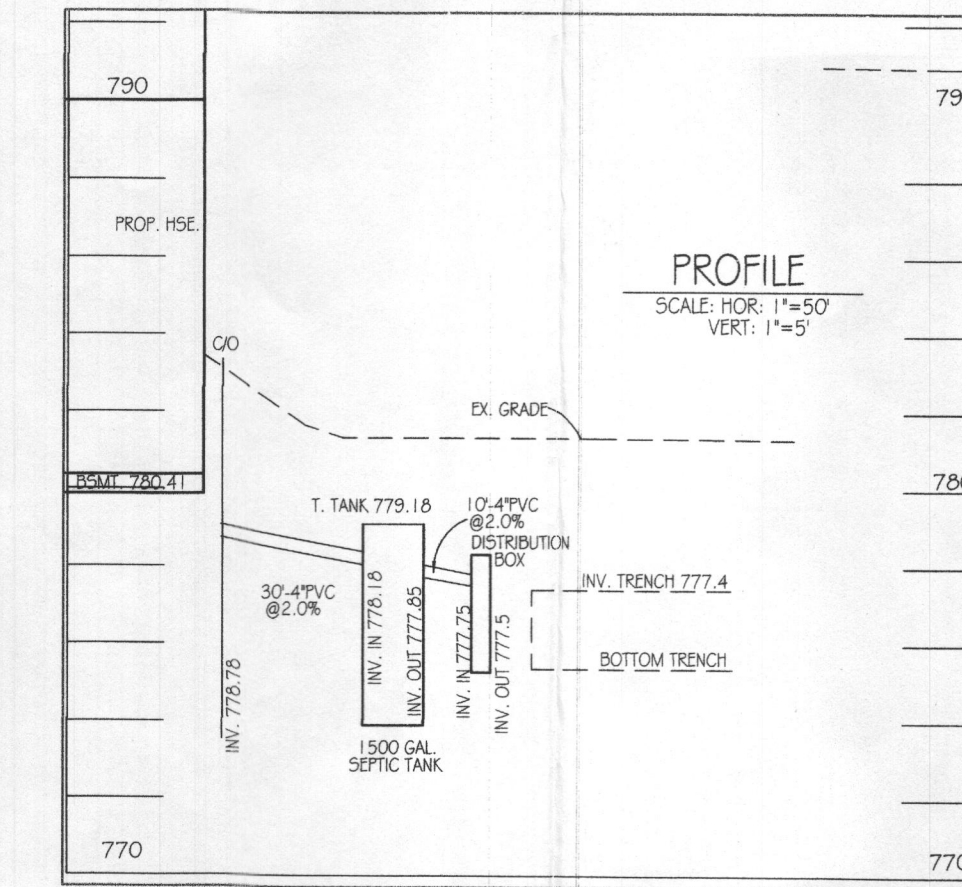 790
PROP. HSE.
PROFILE
SCALE: HOR: 1"=50'
VERT: 1"=5'
C/O
EX. GRADE
BSMT. 780.41
T. TANK 779.18
10'-4"PVC
@2.0%
DISTRIBUTION
BOX
30'-4"PVC
@2.0%
INV. 778.78
INV. IN 778.18
INV. OUT 777.85
INV. IN 777.75
INV. OUT 777.5
INV. TRENCH 777.4
BOTTOM TRENCH
1500 GAL.
SEPTIC TANK
770
79
780
770